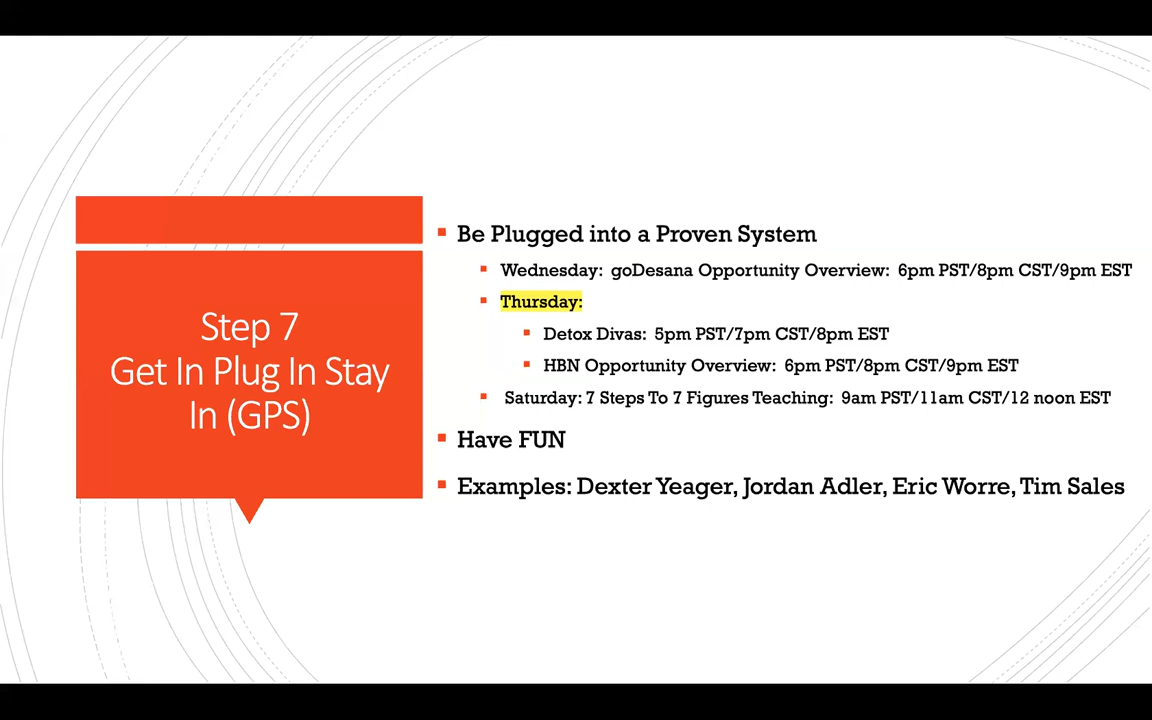 Step 7
Get In Plug In Stay
In (GPS)
Be Plugged into a Proven System
Wednesday: goDesana Opportunity Overview: 6pm PST/8pm CST/9pm EST
Thursday:
Detox Divas: 5pm PST/7pm CST/8pm EST
HBN Opportunity Overview: 6pm PST/8pm CST/9pm EST
Saturday: 7 Steps To 7 Figures Teaching: 9am PST/11am CST/12 noon EST
Have FUN
Examples: Dexter Yeager, Jordan Adler, Eric Worre, Tim Sales